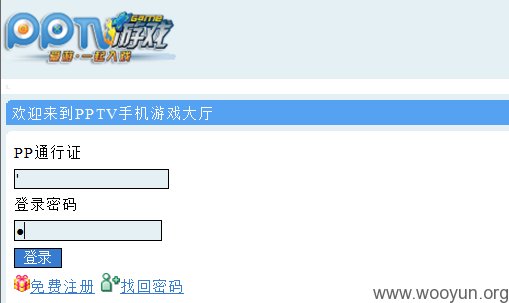 PPTV GAME 游戏
爱游·一起入戏
欢迎来到PPTV手机游戏大厅
PP通行证
'
登录密码
登录
免费注册 找回密码
www.wooyun.org